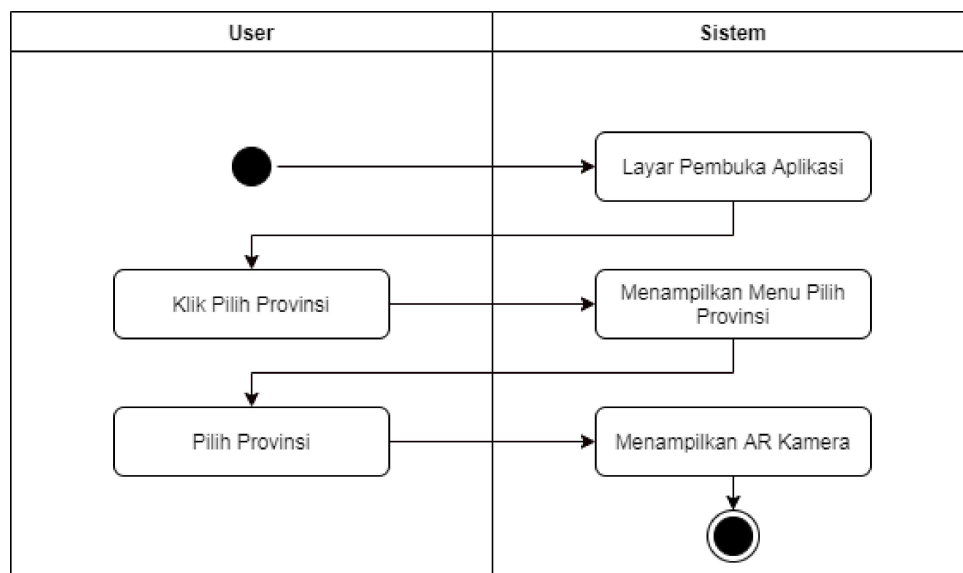 User
Sistem
Layar Pembuka Aplikasi
Klik Pilih Provinsi
Menampilkan Menu Pilih
Provinsi
Pilih Provinsi
Menampilkan AR Kamera